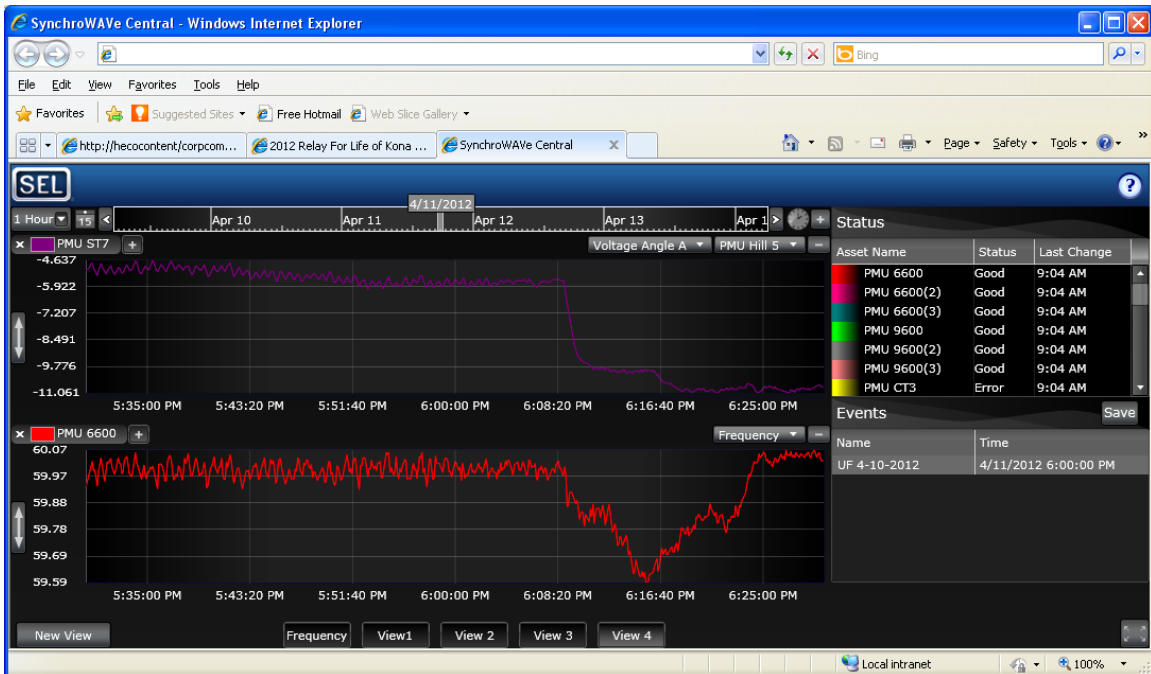 SynchroWAVe Central - Windows Internet Explorer
Bing
File Edit View Favorites Tools Help
Favorites Suggested Sites Free Hotmail Web Slice Gallery
http://hecocontent/corpcom... 2012 Relay For Life of Kona ... SynchroWAVe Central x Page Safety Tools »
SEL ?
4/11/2012
1 Hour 15 < Apr 10 Apr 11 Apr 12 Apr 13 Apr 1 > +
x PMU ST7 + Voltage Angle A PMU Hill 5 −
-4.637
-5.922
-7.207
-8.491
-9.776
-11.061
5:35:00 PM 5:43:20 PM 5:51:40 PM 6:00:00 PM 6:08:20 PM 6:16:40 PM 6:25:00 PM
x PMU 6600 + Frequency −
60.07
59.97
59.88
59.78
59.69
59.59
5:35:00 PM 5:43:20 PM 5:51:40 PM 6:00:00 PM 6:08:20 PM 6:16:40 PM 6:25:00 PM
Status
Asset Name Status Last Change
PMU 6600 Good 9:04 AM
PMU 6600(2) Good 9:04 AM
PMU 6600(3) Good 9:04 AM
PMU 9600 Good 9:04 AM
PMU 9600(2) Good 9:04 AM
PMU 9600(3) Good 9:04 AM
PMU CT3 Error 9:04 AM
Events Save
Name Time
UF 4-10-2012 4/11/2012 6:00:00 PM
New View Frequency View1 View 2 View 3 View 4
Local intranet 100%